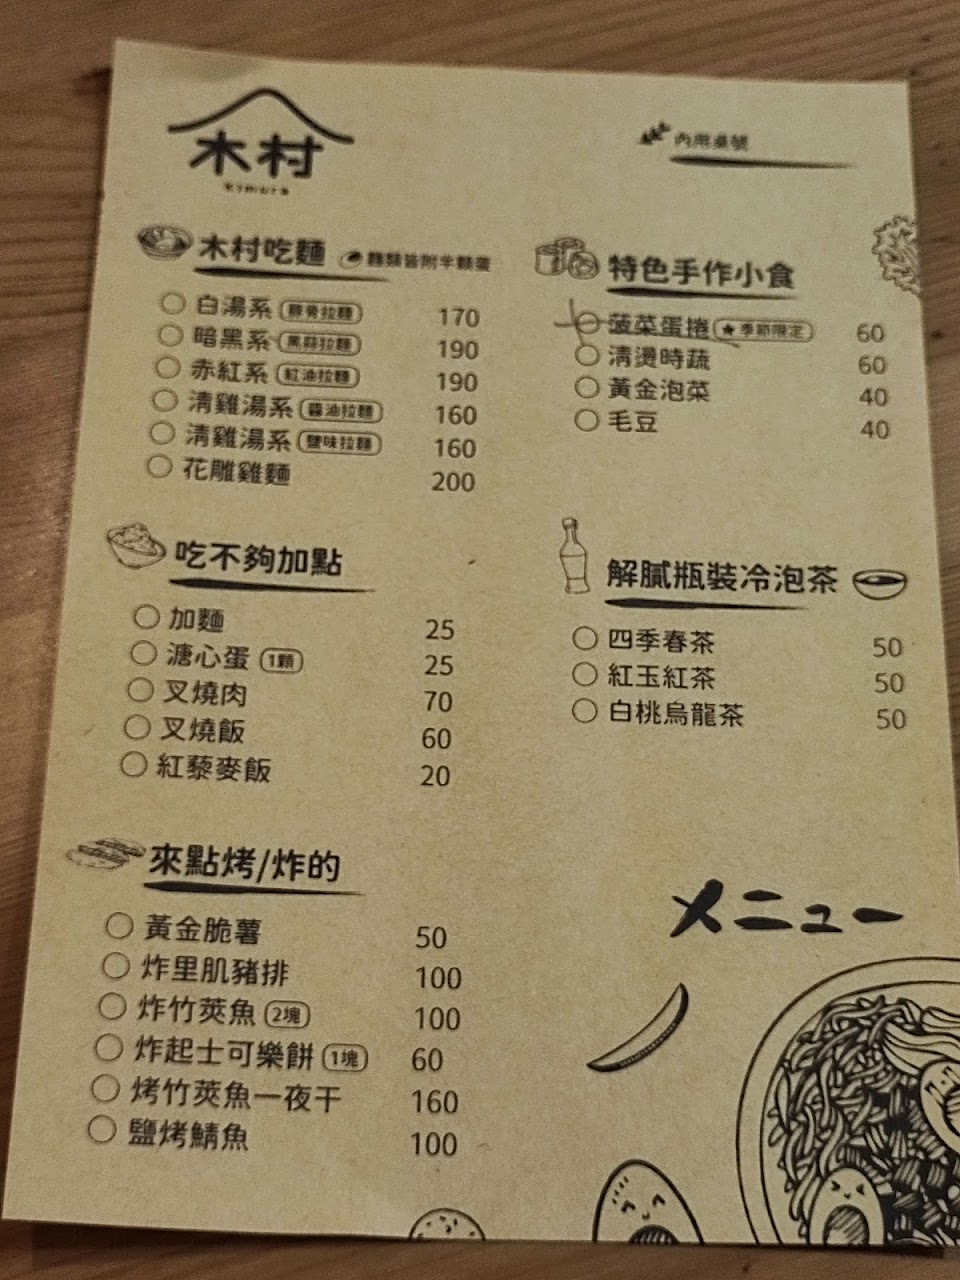 木村
kimura
內用桌號
木村吃麵 麵類皆附半顆蛋
白湯系 豚骨拉麵 170
暗黑系 黑蒜拉麵 190
赤紅系 紅油拉麵 190
清雞湯系 醬油拉麵 160
清雞湯系 鹽味拉麵 160
花雕雞麵 200
吃不夠加點
加麵 25
溏心蛋 1顆 25
叉燒肉 70
叉燒飯 60
紅藜麥飯 20
來點烤/炸的
黃金脆薯 50
炸里肌豬排 100
炸竹莢魚 2塊 100
炸起士可樂餅 1塊 60
烤竹莢魚一夜干 160
鹽烤鯖魚 100
特色手作小食
菠菜蛋捲 ★季節限定 60
清燙時蔬 60
黃金泡菜 40
毛豆 40
解膩瓶裝冷泡茶
四季春茶 50
紅玉紅茶 50
白桃烏龍茶 50
メニュー